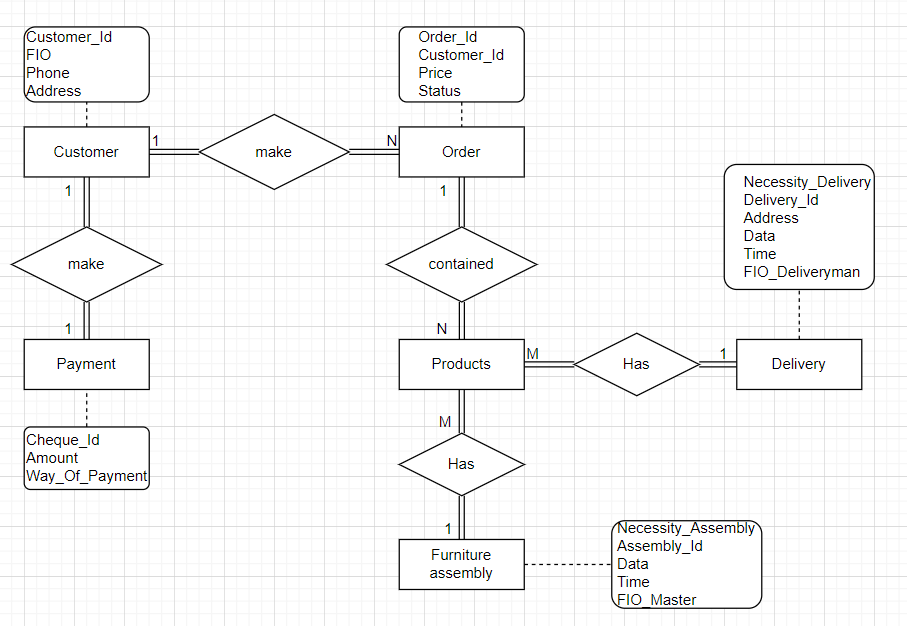 Customer_Id
FIO
Phone
Address
Order_Id
Customer_Id
Price
Status
Customer
1
make
N
Order
1
1
Necessity_Delivery
Delivery_Id
Address
Data
Time
FIO_Deliveryman
make
contained
1
N
Payment
Products
M
Has
1
Delivery
Cheque_Id
Amount
Way_Of_Payment
M
Has
1
Furniture
assembly
Necessity_Assembly
Assembly_Id
Data
Time
FIO_Master